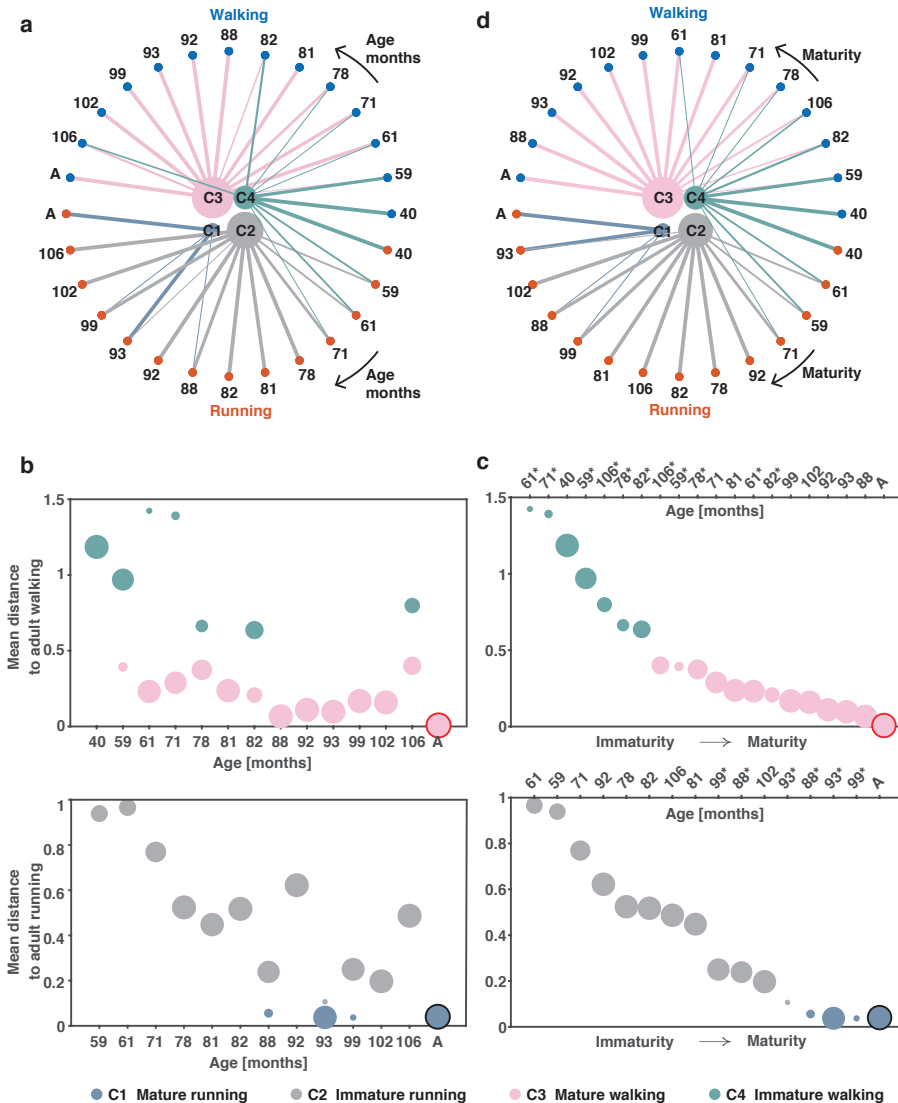 a
Walking
88
92
82
93
81
99
78
102
71
106
61
A
59
C3
C4
40
Age
months
A
C1
C2
106
40
102
59
99
61
93
71
92
78
88
82
81
Age
months
Running
d
Walking
61
99
81
102
71
92
78
93
106
88
82
A
59
C3
C4
40
Maturity
A
C1
C2
93
40
102
61
88
59
99
71
81
92
106
82
78
Maturity
Running
b
Mean distance
to adult walking
1.5
1
0.5
0
40 59 61 71 78 81 82 88 92 93 99 102 106 A
Age [months]
Mean distance
to adult running
1
0.8
0.6
0.4
0.2
0
59 61 71 78 81 82 88 92 93 99 102 106 A
Age [months]
c
61* 71* 40 59* 106* 78* 82* 106* 59* 78* 71 81 61* 82* 99 102 92 93 88 A
Age [months]
1.5
1
0.5
0
Immaturity → Maturity
61 59 71 92 78 82 106 81 99* 88* 102 93* 88* 93* 99* A
Age [months]
1
0.8
0.6
0.4
0.2
0
Immaturity → Maturity
C1 Mature running
C2 Immature running
C3 Mature walking
C4 Immature walking